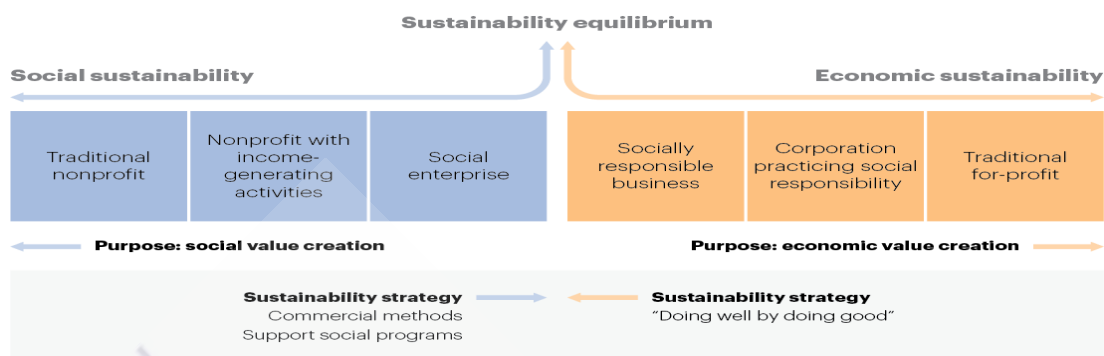 Sustainability equilibrium
Social sustainability
Economic sustainability
Traditional
nonprofit
Nonprofit with
income-
generating
activities
Social
enterprise
Socially
responsible
business
Corporation
practicing social
responsibility
Traditional
for-profit
Purpose: social value creation
Purpose: economic value creation
Sustainability strategy
Commercial methods
Support social programs
Sustainability strategy
“Doing well by doing good”